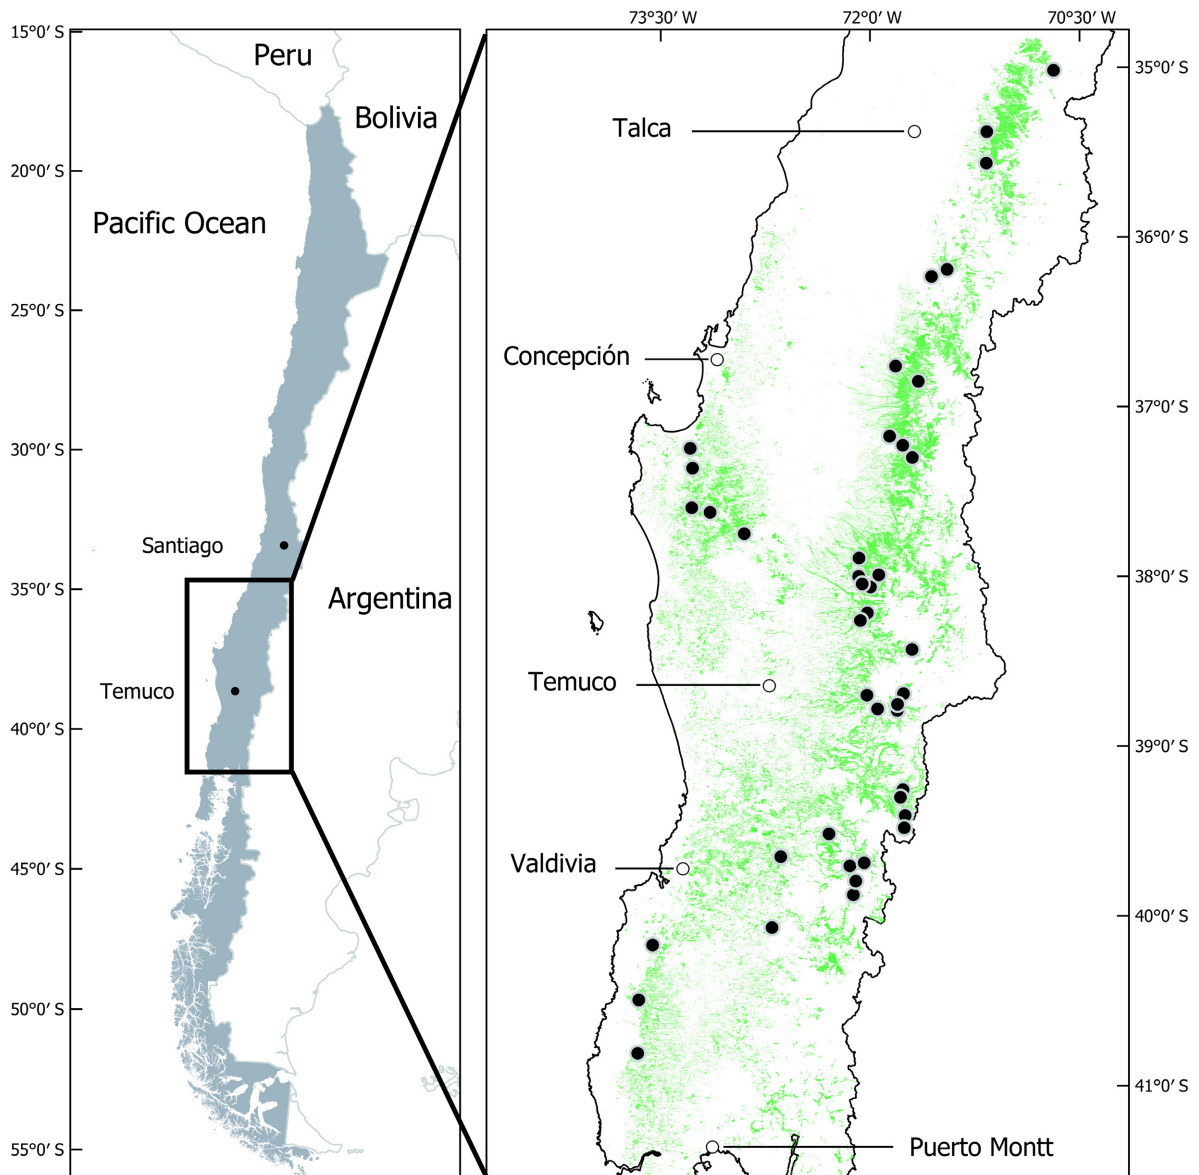 73°30′ W
72°0′ W
70°30′ W
15°0′ S
20°0′ S
25°0′ S
30°0′ S
35°0′ S
40°0′ S
45°0′ S
50°0′ S
55°0′ S
Peru
Bolivia
Pacific Ocean
Santiago
Argentina
Temuco
Talca
Concepción
Temuco
Valdivia
Puerto Montt
35°0′ S
36°0′ S
37°0′ S
38°0′ S
39°0′ S
40°0′ S
41°0′ S